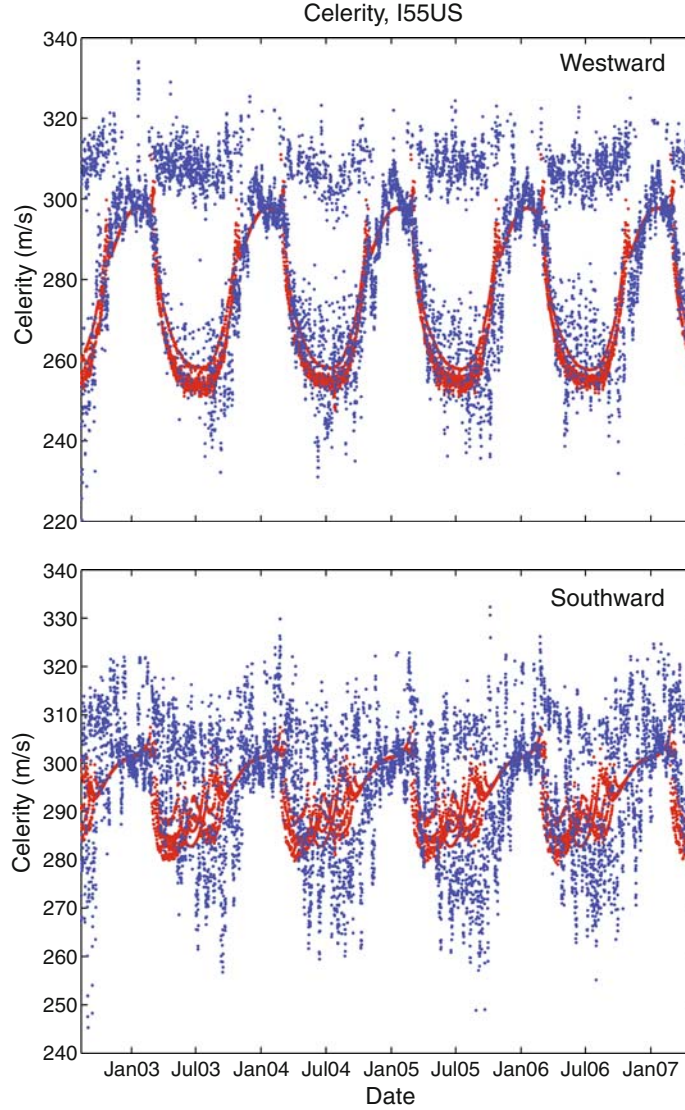 Celerity, I55US
Westward
Celerity (m/s)
340
320
300
280
260
240
220
Southward
Celerity (m/s)
340
330
320
310
300
290
280
270
260
250
240
Jan03 Jul03 Jan04 Jul04 Jan05 Jul05 Jan06 Jul06 Jan07
Date